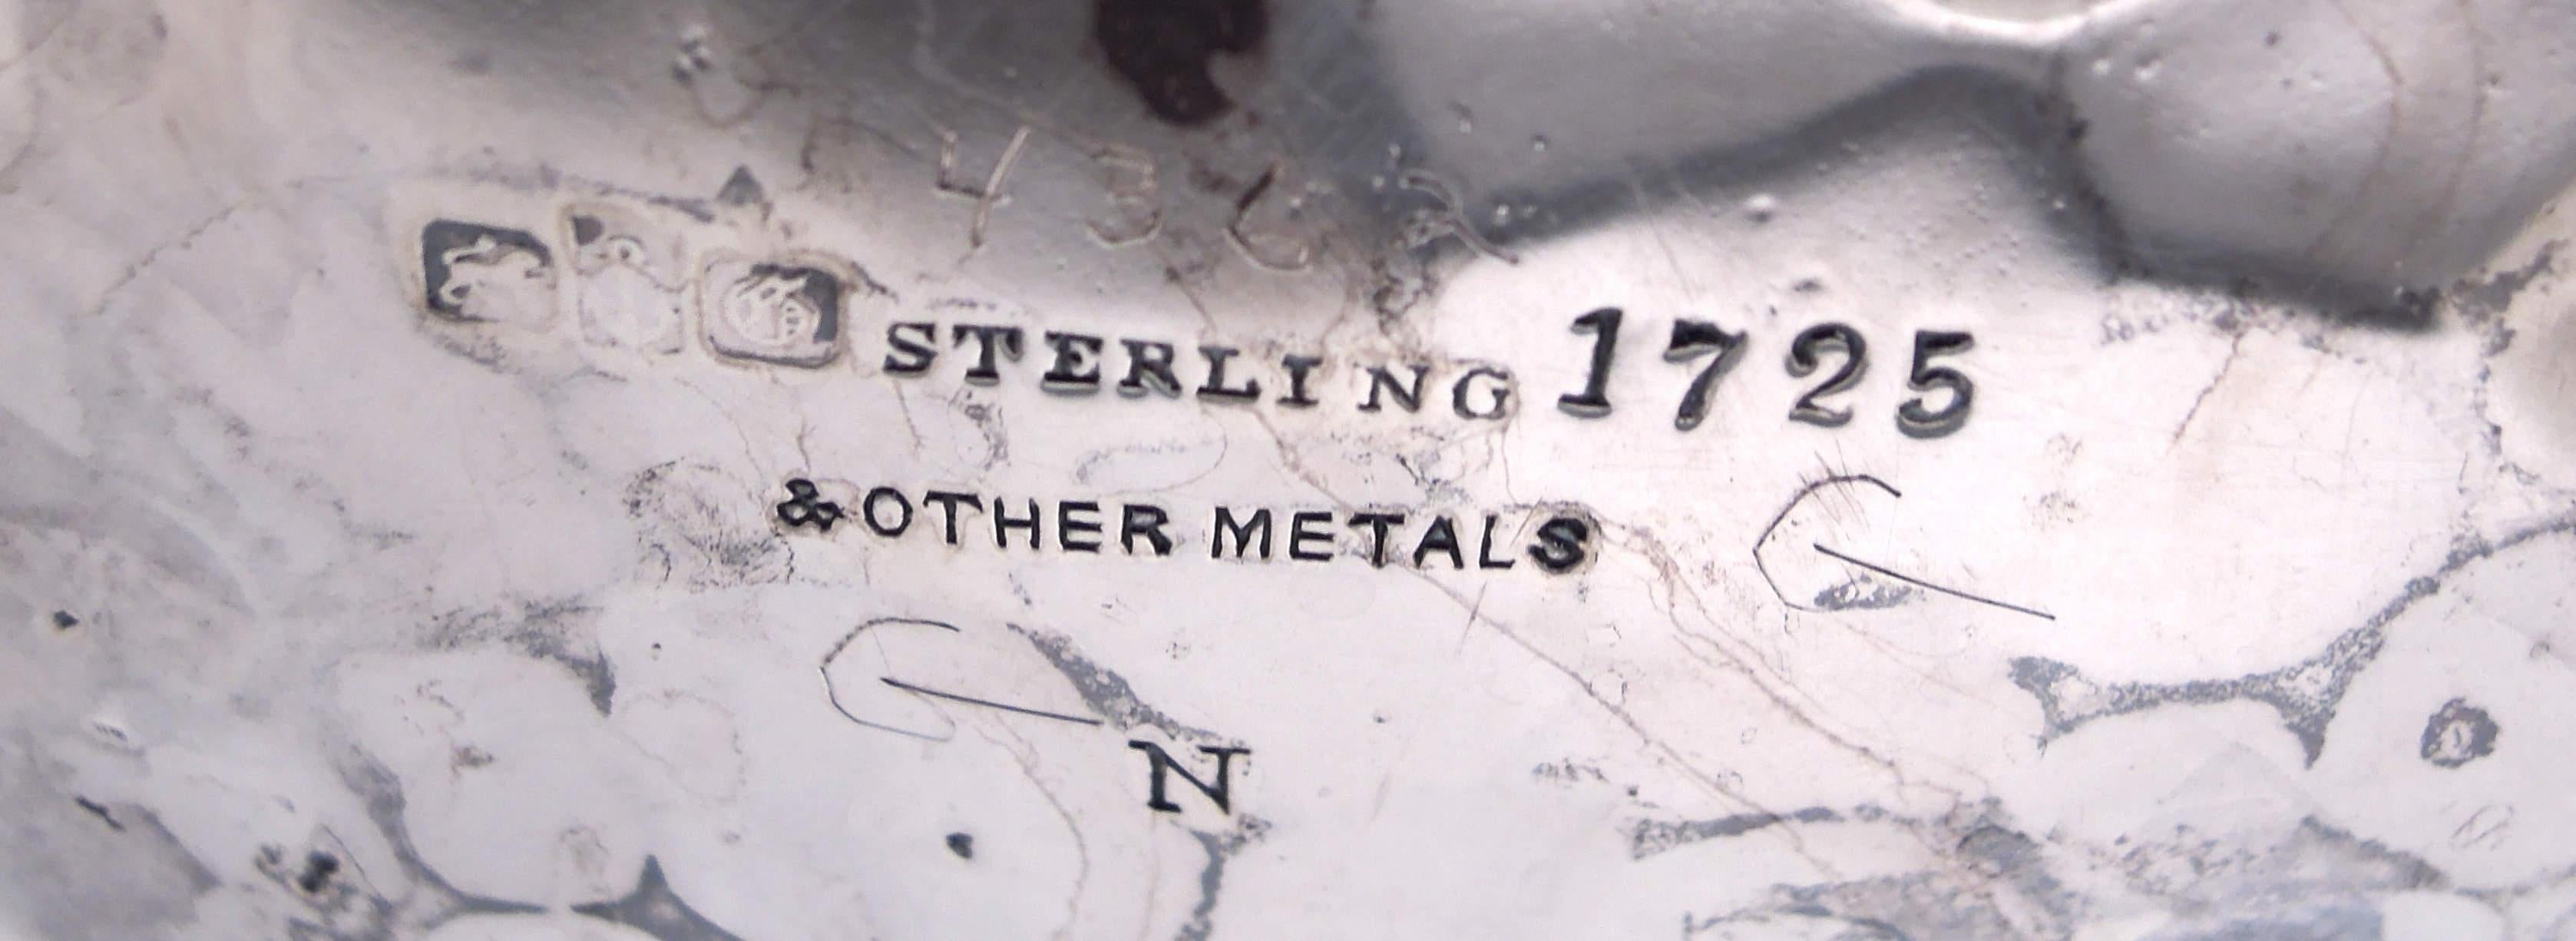 STERLING 1725
& OTHER METALS
N